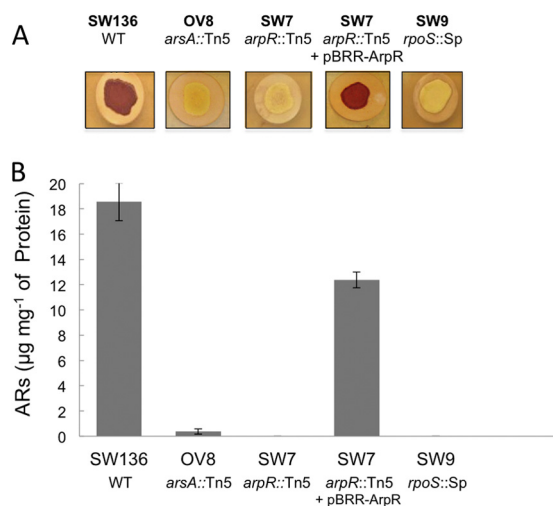 A
SW136 OV8 SW7 SW7 SW9
WT arsA::Tn5 arpR::Tn5 arpR::Tn5 rpoS::Sp
+ pBRR-ArpR
B
ARs (µg mg-1 of Protein)
20
18
16
14
12
10
8
6
4
2
0
SW136 OV8 SW7 SW7 SW9
WT arsA::Tn5 arpR::Tn5 arpR::Tn5 rpoS::Sp
+ pBRR-ArpR